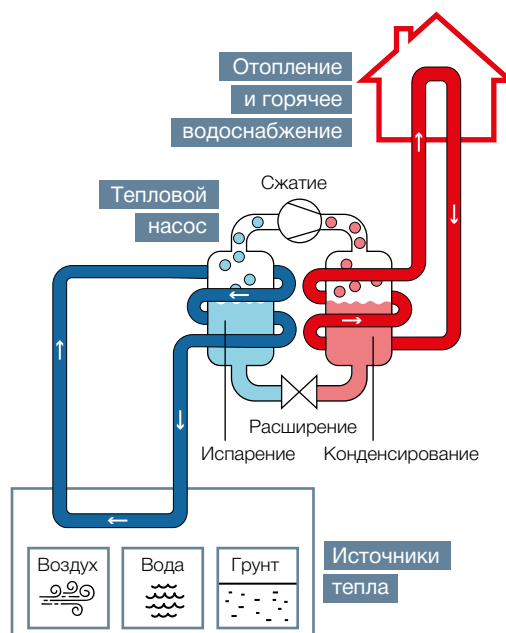 Отопление
и горячее
водоснабжение
Тепловой
насос
Сжатие
Расширение
Испарение
Конденсирование
Воздух
Вода
Грунт
Источники
тепла